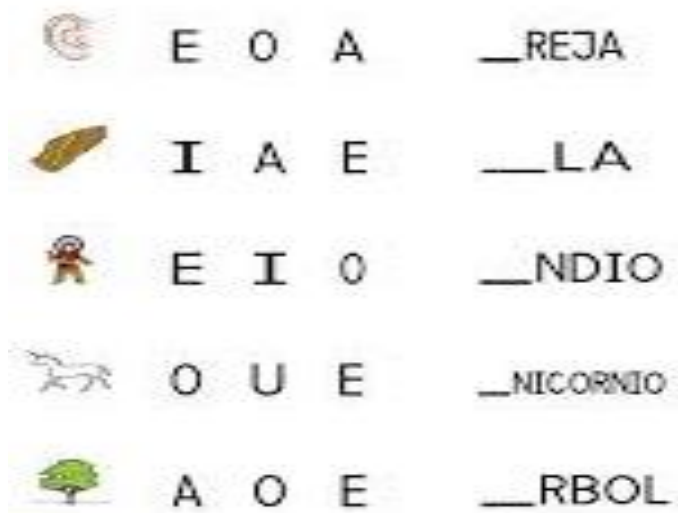 E O A __REJA
I A E __LA
E I O __NDIO
O U E __NICORNIO
A O E __RBOL